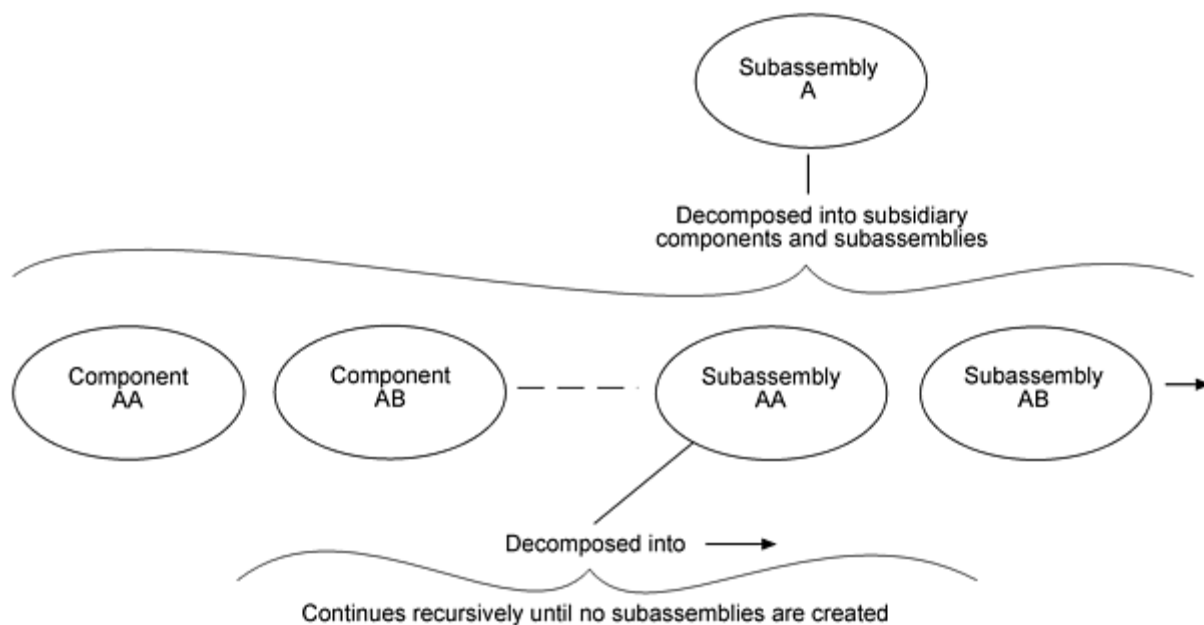 Subassembly
A
Decomposed into subsidiary
components and subassemblies
Component
AA
Component
AB
Subassembly
AA
Subassembly
AB
Decomposed into
Continues recursively until no subassemblies are created